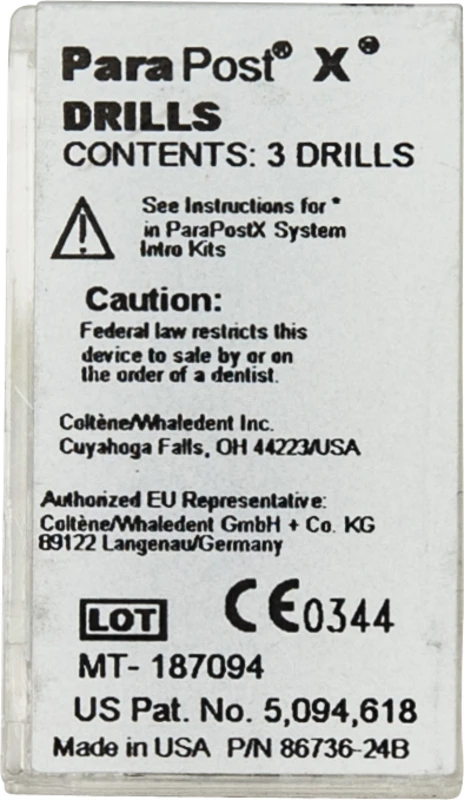 ParaPost® X®
DRILLS
CONTENTS: 3 DRILLS
See Instructions for *
in ParaPostX System
Intro Kits
Caution:
Federal law restricts this
device to sale by or on
the order of a dentist.
Coltène/Whaledent Inc.
Cuyahoga Falls, OH 44223/USA
Authorized EU Representative:
Coltène/Whaledent GmbH + Co. KG
89122 Langenau/Germany
LOT CE0344
MT- 187094
US Pat. No. 5,094,618
Made in USA P/N 86736-24B